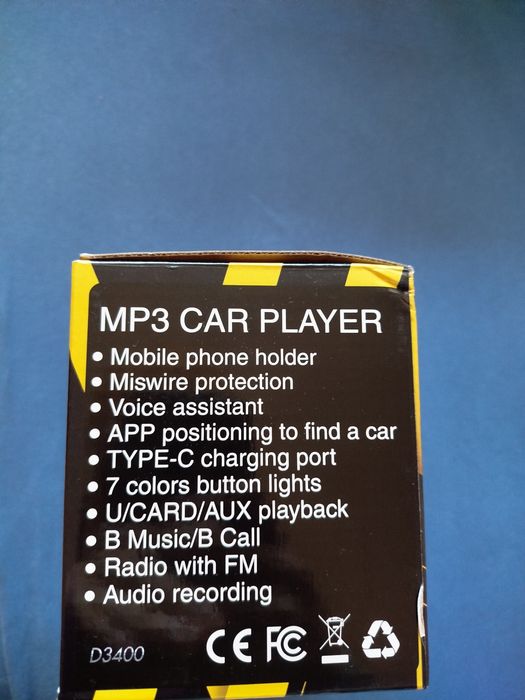 MP3 CAR PLAYER
• Mobile phone holder
• Miswire protection
• Voice assistant
• APP positioning to find a car
• TYPE-C charging port
• 7 colors button lights
• U/CARD/AUX playback
• B Music/B Call
• Radio with FM
• Audio recording
D3400 CE FC